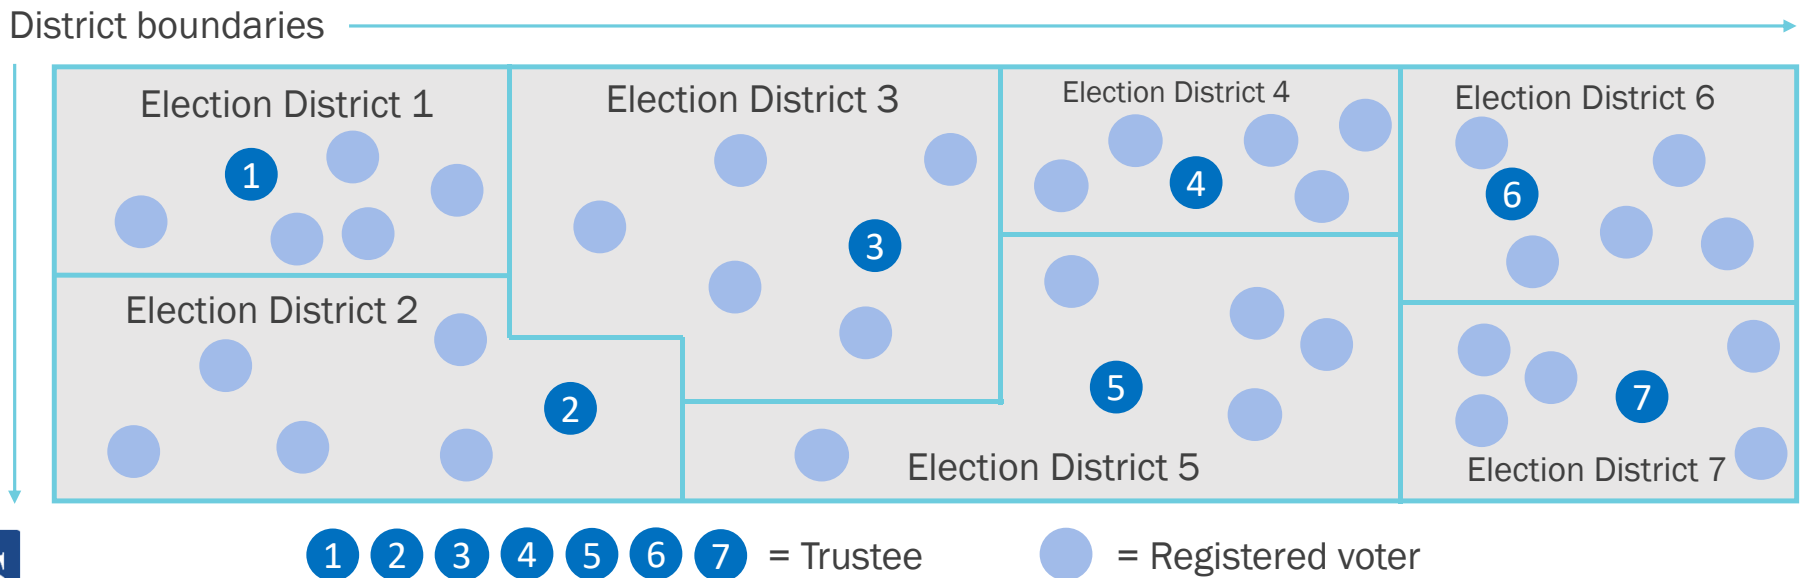 District boundaries
Election District 1
Election District 3
Election District 4
Election District 6
1
3
4
6
Election District 2
2
5
7
Election District 5
Election District 7
1 2 3 4 5 6 7 = Trustee
= Registered voter